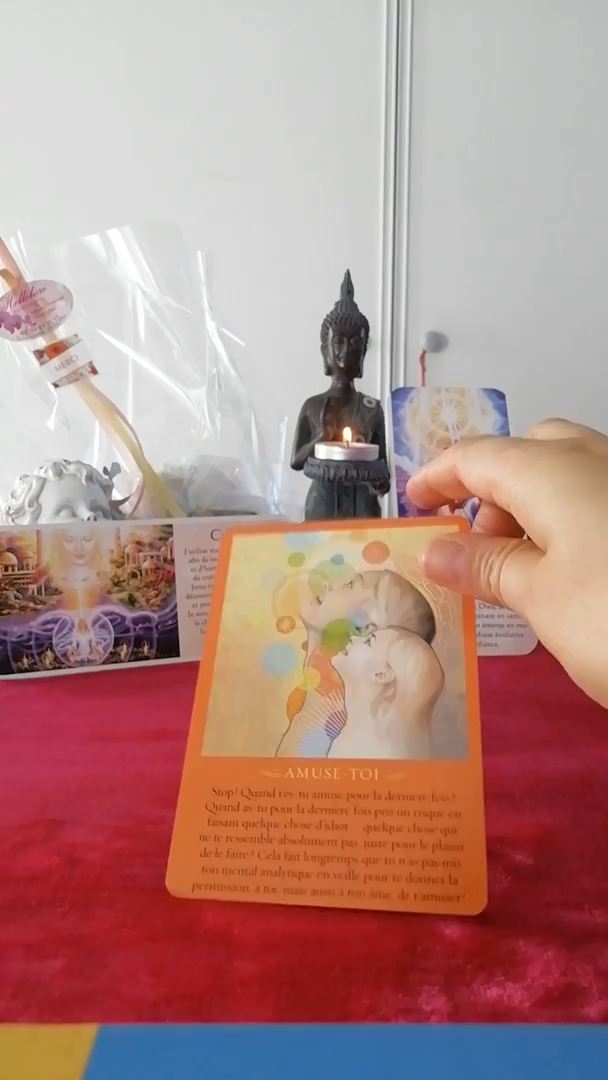 Hellébore
MERCI
AMUSE-TOI
Stop ! Quand t'es-tu amusé pour la dernière fois ?
Quand as-tu pour la dernière fois pris un risque en
faisant quelque chose d'idiot quelque chose qui
ne te ressemble absolument pas, juste pour le plaisir
de le faire ? Cela fait longtemps que tu n'as pas mis
ton mental analytique en veille pour te donner la
permission, à toi, mais aussi à ton âme, de t'amuser !